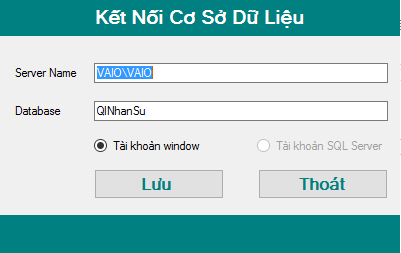 Kết Nối Cơ Sở Dữ Liệu
Server Name VAIO\VAIO
Database QlNhanSu
Tài khoản window Tài khoản SQL Server
Lưu Thoát